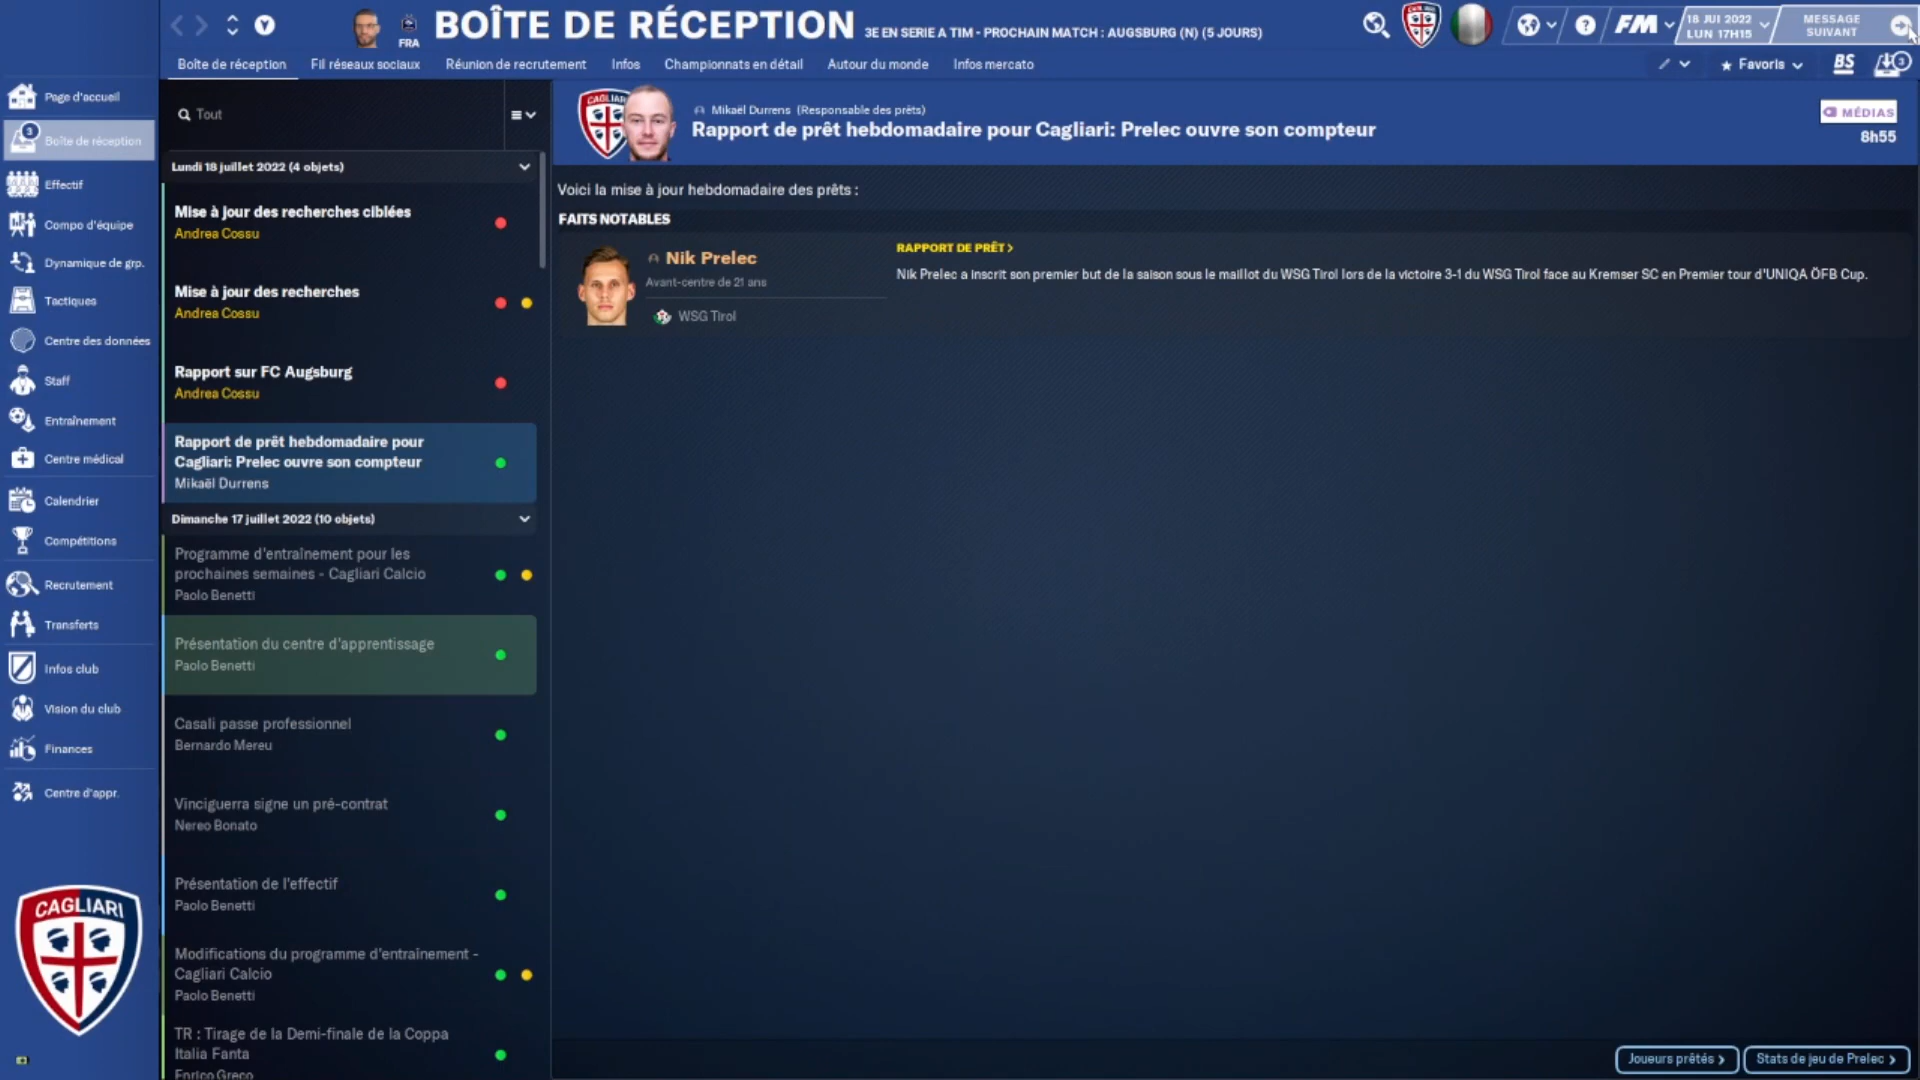 BOÎTE DE RÉCEPTION
3E EN SERIE A TIM - PROCHAIN MATCH : AUGSBURG (N) (5 JOURS)
FRA
18 JUI 2022
LUN 17H15
MESSAGE
SUIVANT
FM
Boîte de réception
Fil réseaux sociaux
Réunion de recrutement
Infos
Championnats en détail
Autour du monde
Infos mercato
Favoris
BS
3
Page d'accueil
3
Boîte de réception
Effectif
Compo d'équipe
Dynamique de grp.
Tactiques
Centre des données
Staff
Entraînement
Centre médical
Calendrier
Compétitions
Recrutement
Transferts
Infos club
Vision du club
Finances
Centre d'appr.
CAGLIARI
Tout
Lundi 18 juillet 2022 (4 objets)
Mise à jour des recherches ciblées
Andrea Cossu
Mise à jour des recherches
Andrea Cossu
Rapport sur FC Augsburg
Andrea Cossu
Rapport de prêt hebdomadaire pour
Cagliari: Prelec ouvre son compteur
Mikaël Durrens
Dimanche 17 juillet 2022 (10 objets)
Programme d'entraînement pour les
prochaines semaines - Cagliari Calcio
Paolo Benetti
Présentation du centre d'apprentissage
Paolo Benetti
Casali passe professionnel
Bernardo Mereu
Vinciguerra signe un pré-contrat
Nereo Bonato
Présentation de l'effectif
Paolo Benetti
Modifications du programme d'entraînement -
Cagliari Calcio
Paolo Benetti
TR : Tirage de la Demi-finale de la Coppa
Italia Fanta
Enrico Greco
CAGLIARI
Mikaël Durrens (Responsable des prêts)
Rapport de prêt hebdomadaire pour Cagliari: Prelec ouvre son compteur
MÉDIAS
8h55
Voici la mise à jour hebdomadaire des prêts :
FAITS NOTABLES
Nik Prelec
Avant-centre de 21 ans
WSG Tirol
RAPPORT DE PRÊT >
Nik Prelec a inscrit son premier but de la saison sous le maillot du WSG Tirol lors de la victoire 3-1 du WSG Tirol face au Kremser SC en Premier tour d'UNIQA ÖFB Cup.
Joueurs prêtés >
Stats de jeu de Prelec >